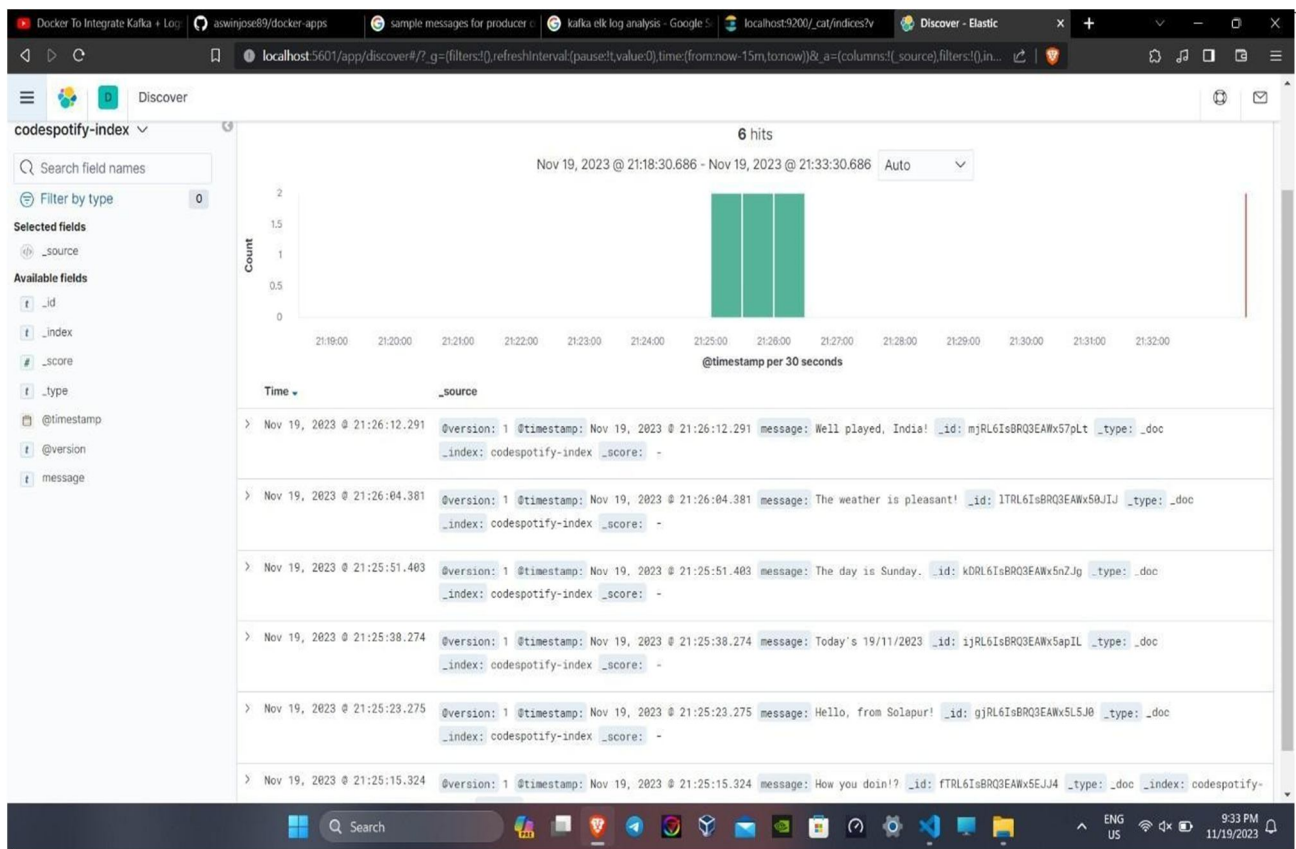 Docker To Integrate Kafka + Log
aswinjose89/docker-apps
sample messages for producer c
kafka elk log analysis - Google S
localhost:9200/_cat/indices?v
Discover - Elastic
localhost:5601/app/discover#/?_g=(filters:!(),refreshInterval:(pause:!t,value:0),time:(from:now-15m,to:now))&_a=(columns:!(_source),filters:!(),in...
D Discover
codespotify-index
Search field names
Filter by type 0
Selected fields
_source
Available fields
t _id
t _index
# _score
t _type
@timestamp
t @version
t message
6 hits
Nov 19, 2023 @ 21:18:30.686 - Nov 19, 2023 @ 21:33:30.686 Auto
Count
2
1.5
1
0.5
0
21:19:00 21:20:00 21:21:00 21:22:00 21:23:00 21:24:00 21:25:00 21:26:00 21:27:00 21:28:00 21:29:00 21:30:00 21:31:00 21:32:00
@timestamp per 30 seconds
Time _source
Nov 19, 2023 @ 21:26:12.291 @version: 1 @timestamp: Nov 19, 2023 @ 21:26:12.291 message: Well played, India! _id: mjRL6IsBRQ3EAWx57pLt _type: _doc
_index: codespotify-index _score: -
Nov 19, 2023 @ 21:26:04.381 @version: 1 @timestamp: Nov 19, 2023 @ 21:26:04.381 message: The weather is pleasant! _id: lTRL6IsBRQ3EAWx50JIJ _type: _doc
_index: codespotify-index _score: -
Nov 19, 2023 @ 21:25:51.403 @version: 1 @timestamp: Nov 19, 2023 @ 21:25:51.403 message: The day is Sunday. _id: kDRL6IsBRQ3EAWx5nZJg _type: _doc
_index: codespotify-index _score: -
Nov 19, 2023 @ 21:25:38.274 @version: 1 @timestamp: Nov 19, 2023 @ 21:25:38.274 message: Today's 19/11/2023 _id: ijRL6IsBRQ3EAWx5apIL _type: _doc
_index: codespotify-index _score: -
Nov 19, 2023 @ 21:25:23.275 @version: 1 @timestamp: Nov 19, 2023 @ 21:25:23.275 message: Hello, from Solapur! _id: gjRL6IsBRQ3EAWx5L5J0 _type: _doc
_index: codespotify-index _score: -
Nov 19, 2023 @ 21:25:15.324 @version: 1 @timestamp: Nov 19, 2023 @ 21:25:15.324 message: How you doin!? _id: fTRL6IsBRQ3EAWx5EJJ4 _type: _doc _index: codespotify-
Search
PRE
ENG
US
9:33 PM
11/19/2023